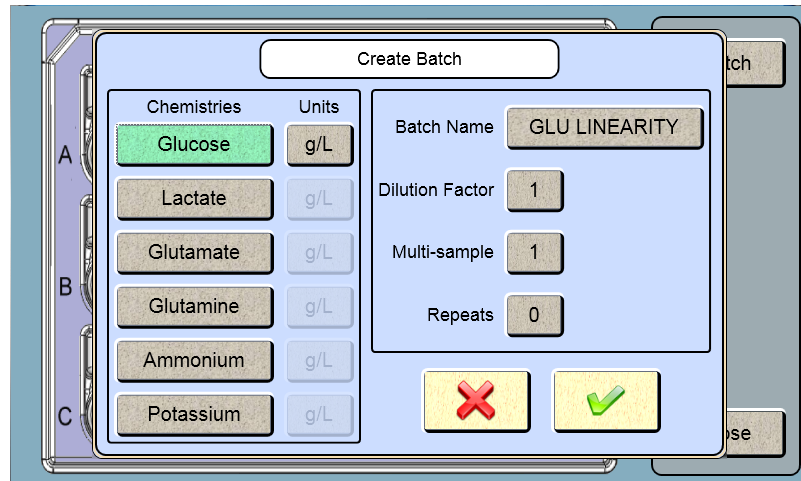 Create Batch
Chemistries Units
Glucose g/L
Lactate g/L
Glutamate g/L
Glutamine g/L
Ammonium g/L
Potassium g/L
Batch Name GLU LINEARITY
Dilution Factor 1
Multi-sample 1
Repeats 0
A
B
C
tch
ose